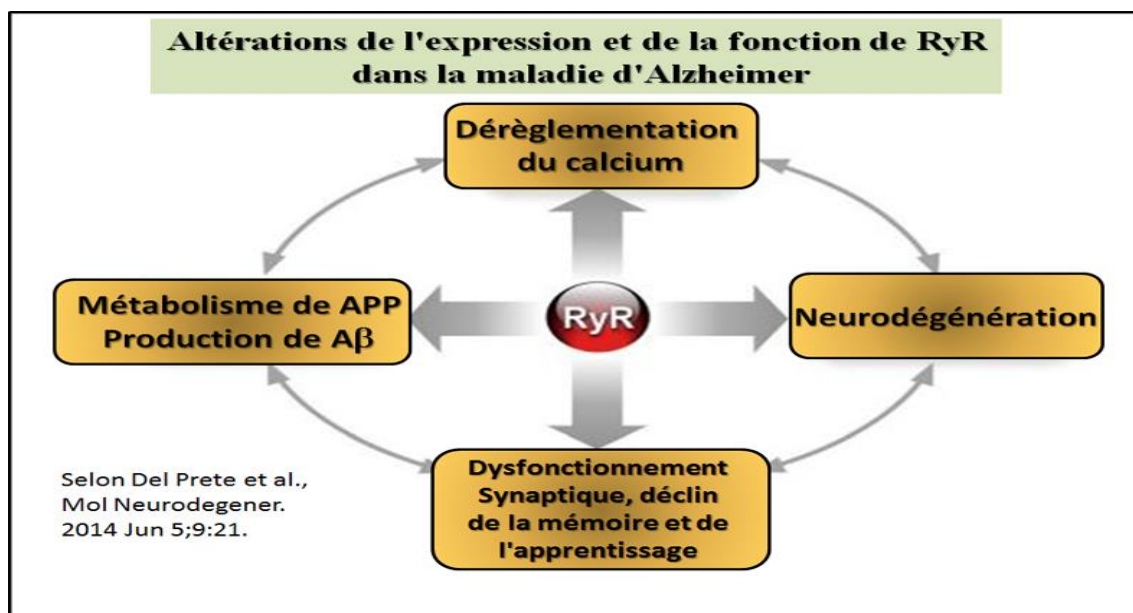 Altérations de l'expression et de la fonction de RyR
dans la maladie d'Alzheimer
Dérèglementation
du calcium
Métabolisme de APP
Production de Aβ
RyR
Neurodégénération
Dysfonctionnement
Synaptique, déclin
de la mémoire et de
l'apprentissage
Selon Del Prete et al.,
Mol Neurodegener.
2014 Jun 5;9:21.